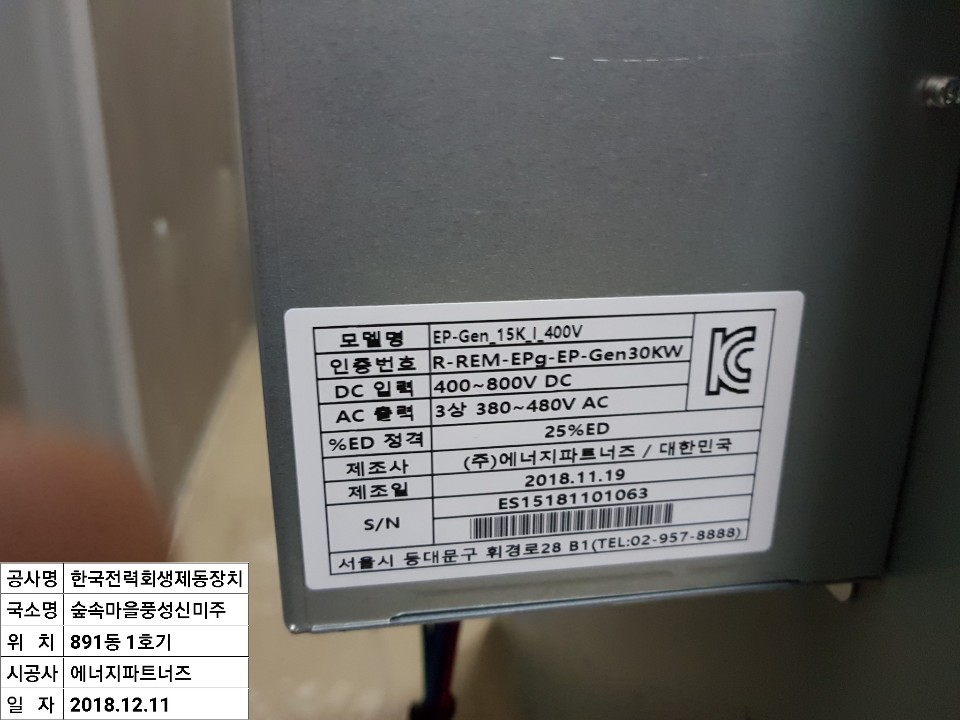 모델명 EP-Gen_15K_I_400V
인증번호 R-REM-EPg-EP-Gen30KW
DC 입력 400~800V DC
AC 출력 3상 380~480V AC
%ED 정격 25%ED
제조사 (주)에너지파트너즈 / 대한민국
제조일 2018.11.19
S/N ES15181101063
서울시 동대문구 휘경로28 B1(TEL:02-957-8888)
공사명 한국전력회생제동장치
국소명 숲속마을풍성신미주
위 치 891동 1호기
시공사 에너지파트너즈
일 자 2018.12.11